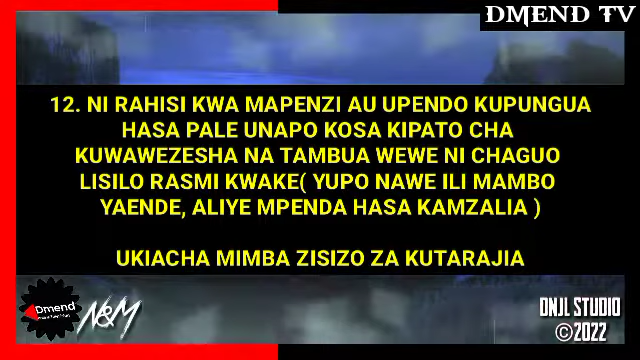 DMEND TV
12. NI RAHISI KWA MAPENZI AU UPENDO KUPUNGUA
HASA PALE UNAPO KOSA KIPATO CHA
KUWAWEZESHA NA TAMBUA WEWE NI CHAGUO
LISILO RASMI KWAKE( YUPO NAWE ILI MAMBO
YAENDE, ALIYE MPENDA HASA KAMZALIA )
UKIACHA MIMBA ZISIZO ZA KUTARAJIA
Dmend
N&M
DNJL STUDIO
©2022